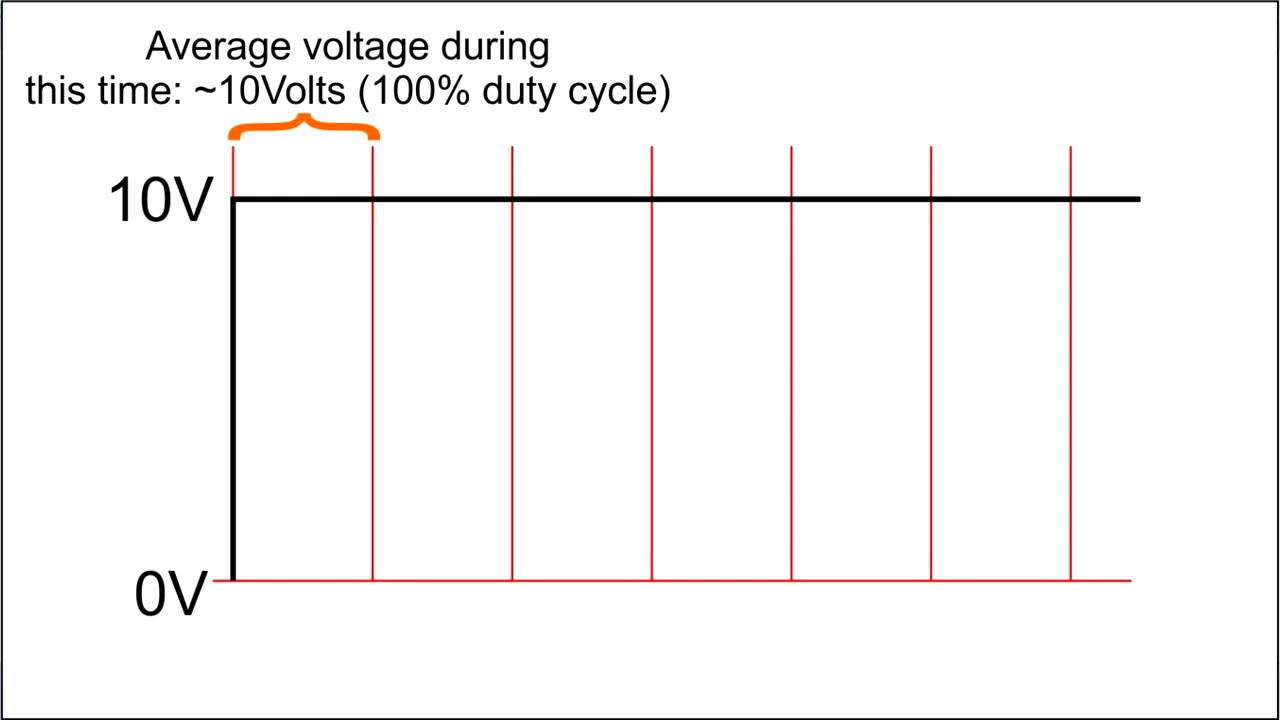 Average voltage during
this time: ~10Volts (100% duty cycle)
10V
0V